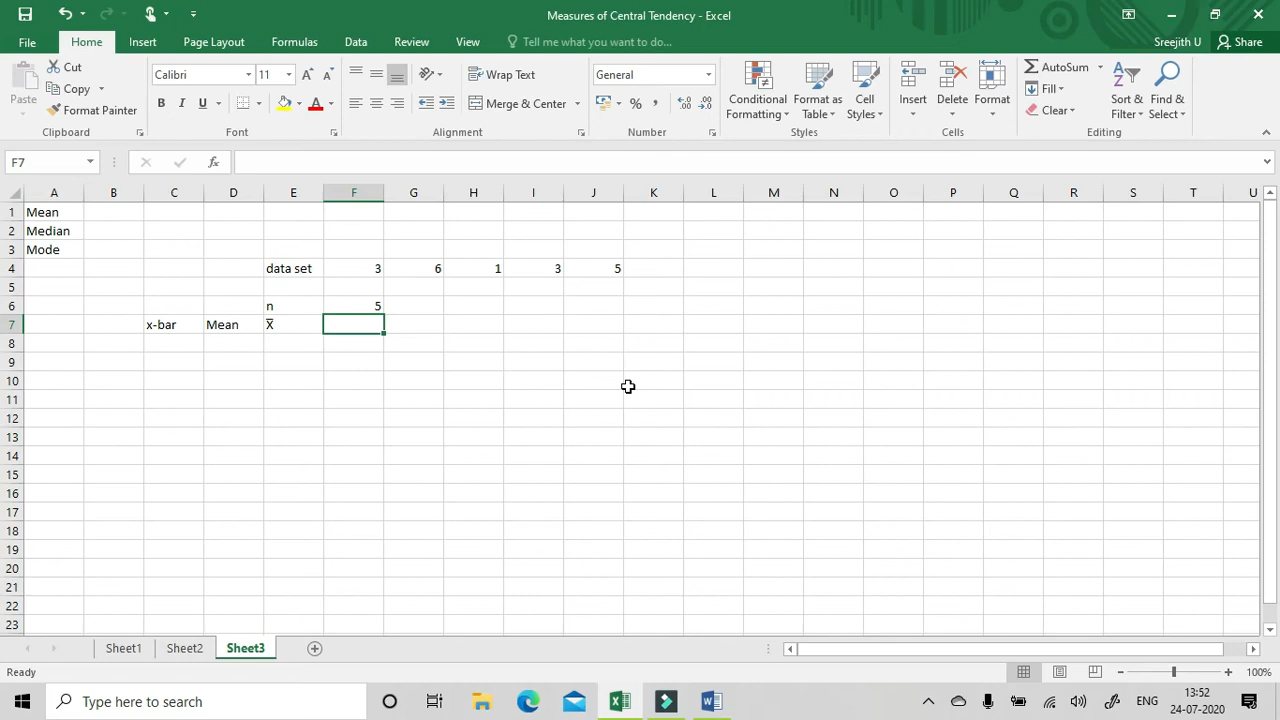 Measures of Central Tendency - Excel
File Home Insert Page Layout Formulas Data Review View Tell me what you want to do... Sreejith U Share
Paste Cut Copy Format Painter Clipboard
Calibri 11 A A B I U A Font
ab Wrap Text Merge & Center Alignment
General % , Number
Conditional Formatting Format as Table Cell Styles Styles
Insert Delete Format Cells
AutoSum Fill Clear Sort & Filter Find & Select Editing
F7 fx
A B C D E F G H I J K L M N O P Q R S T U
1 Mean
2 Median
3 Mode
4 data set 3 6 1 3 5
5
6 n 5
7 x-bar Mean X̅
8
9
10
11
12
13
14
15
16
17
18
19
20
21
22
23
Sheet1 Sheet2 Sheet3
Ready 100%
Type here to search ENG 13:52
24-07-2020